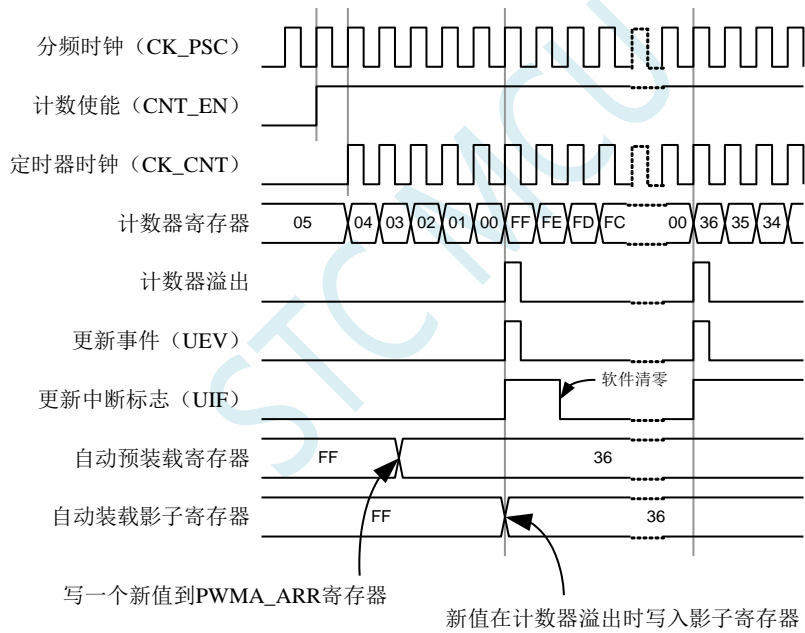 分频时钟（CK_PSC）
计数使能（CNT_EN）
定时器时钟（CK_CNT）
计数器寄存器 05 04 03 02 01 00 FF FE FD FC 00 36 35 34
计数器溢出
更新事件（UEV）
软件清零
更新中断标志（UIF）
自动预装载寄存器 FF 36
自动装载影子寄存器 FF 36
写一个新值到PWMA_ARR寄存器
新值在计数器溢出时写入影子寄存器
STC MCU